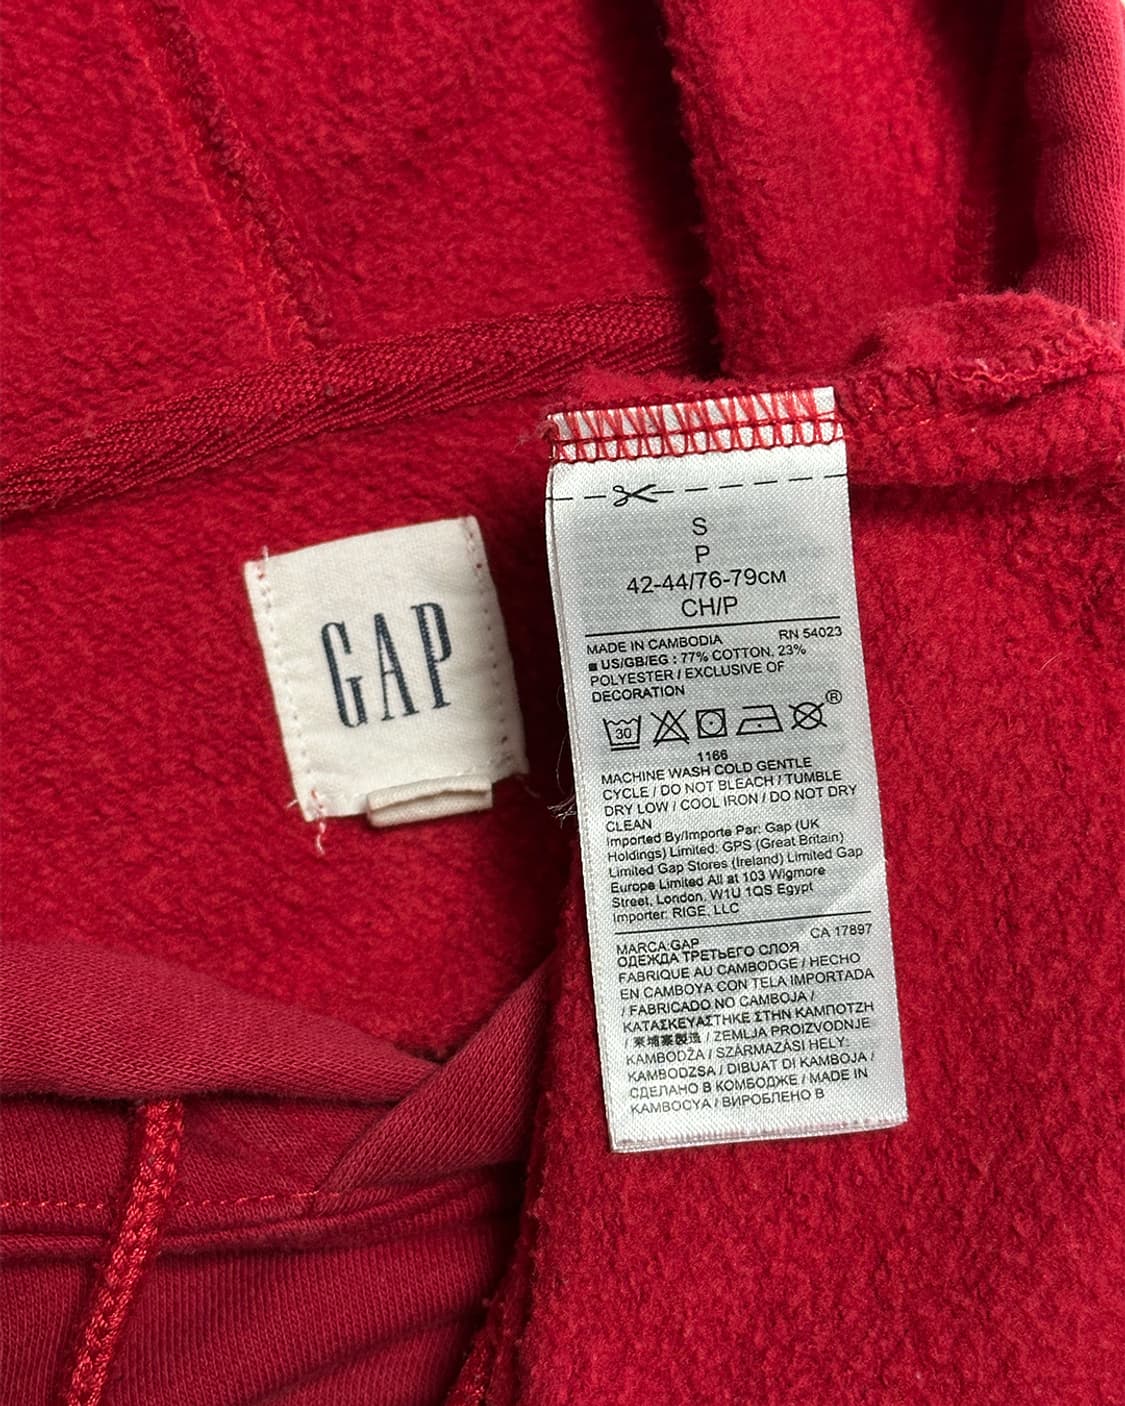 GAP
S
P
42-44/76-79см
CH/P
MADE IN CAMBODIA RN 54023
■ US/GB/EG : 77% COTTON, 23%
POLYESTER / EXCLUSIVE OF
DECORATION
30
®
1166
MACHINE WASH COLD GENTLE
CYCLE / DO NOT BLEACH / TUMBLE
DRY LOW / COOL IRON / DO NOT DRY
CLEAN
Imported By/Importe Par: Gap (UK
Holdings) Limited: GPS (Great Britain)
Limited Gap Stores (Ireland) Limited Gap
Europe Limited All at 103 Wigmore
Street, London, W1U 1QS Egypt
Importer: RIGE, LLC
MARCA:GAP CA 17897
ОДЕЖДА ТРЕТЬЕГО СЛОЯ
FABRIQUE AU CAMBODGE / HECHO
EN CAMBOYA CON TELA IMPORTADA
/ FABRICADO NO CAMBOJA /
ΚΑΤΑΣΚΕΥΑΣΤΗΚΕ ΣΤΗΝ ΚΑΜΠΟΤΖΗ
/ 柬埔寨製造 / ZEMLJA PROIZVODNJE
KAMBODŽA / SZÁRMAZÁSI HELY:
KAMBODZSA / DIBUAT DI KAMBOJA /
СДЕЛАНО В КОМБОДЖЕ / MADE IN
KAMBOCYA / ВИРОБЛЕНО В